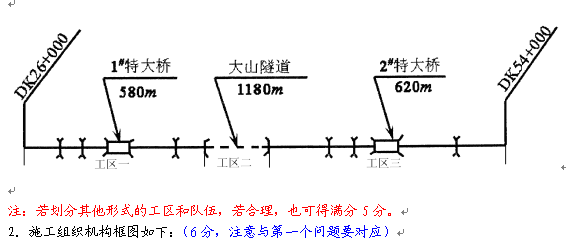 DK26+000
1#特大桥
580m
大山隧道
1180m
2#特大桥
620m
DK54+000
工区一 工区二 工区三
注：若划分其他形式的工区和队伍，若合理，也可得满分 5 分。
2．施工组织机构框图如下：（6 分，注意与第一个问题要对应）